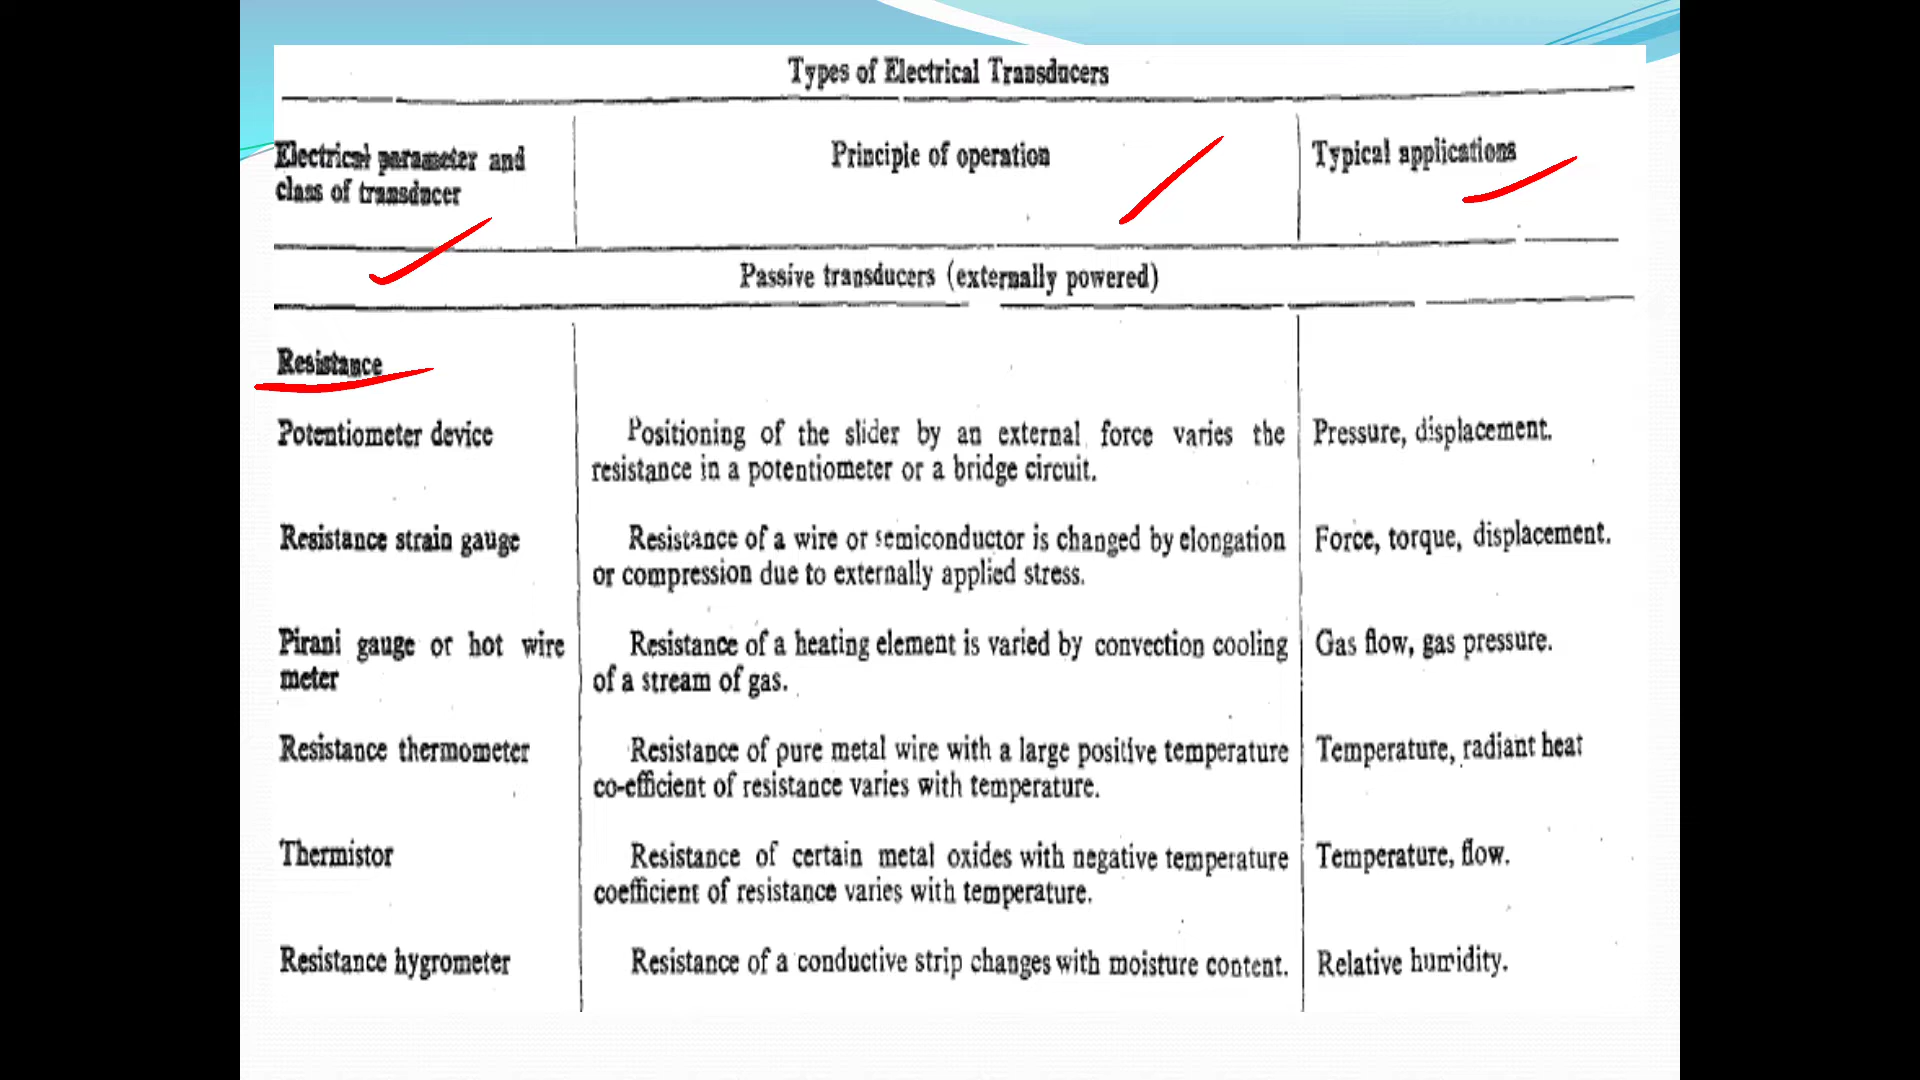 Types of Electrical Transducers
Electrical parameter and
class of transducer
Principle of operation
Typical applications
Passive transducers (externally powered)
Resistance
Potentiometer device
Positioning of the slider by an external force varies the
resistance in a potentiometer or a bridge circuit.
Pressure, displacement.
Resistance strain gauge
Resistance of a wire or semiconductor is changed by elongation
or compression due to externally applied stress.
Force, torque, displacement.
Pirani gauge or hot wire
meter
Resistance of a heating element is varied by convection cooling
of a stream of gas.
Gas flow, gas pressure.
Resistance thermometer
Resistance of pure metal wire with a large positive temperature
co-efficient of resistance varies with temperature.
Temperature, radiant heat
Thermistor
Resistance of certain metal oxides with negative temperature
coefficient of resistance varies with temperature.
Temperature, flow.
Resistance hygrometer
Resistance of a conductive strip changes with moisture content.
Relative humidity.